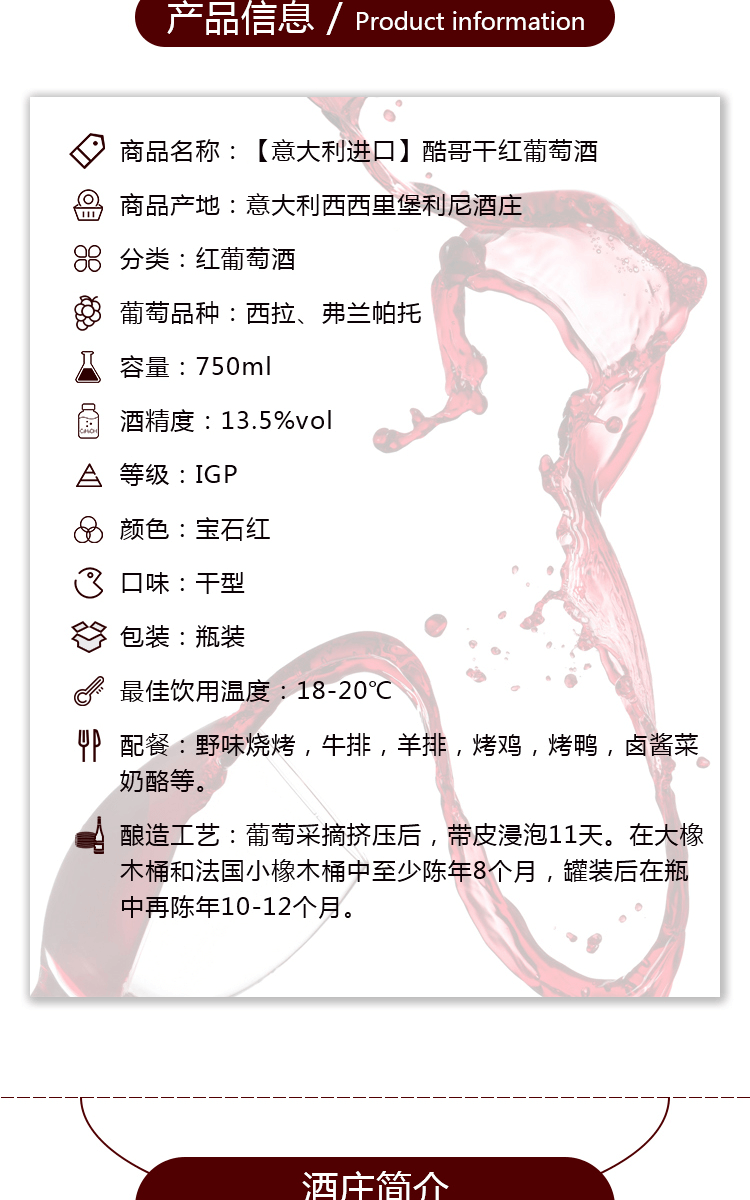 产品信息 / Product information
商品名称：【意大利进口】酷哥干红葡萄酒
商品产地：意大利西西里堡利尼酒庄
分类：红葡萄酒
葡萄品种：西拉、弗兰帕托
容量：750ml
酒精度：13.5%vol
等级：IGP
颜色：宝石红
口味：干型
包装：瓶装
最佳饮用温度：18-20℃
配餐：野味烧烤，牛排，羊排，烤鸡，烤鸭，卤酱菜
奶酪等。
酿造工艺：葡萄采摘挤压后，带皮浸泡11天。在大橡
木桶和法国小橡木桶中至少陈年8个月，罐装后在瓶
中再陈年10-12个月。
酒庄简介